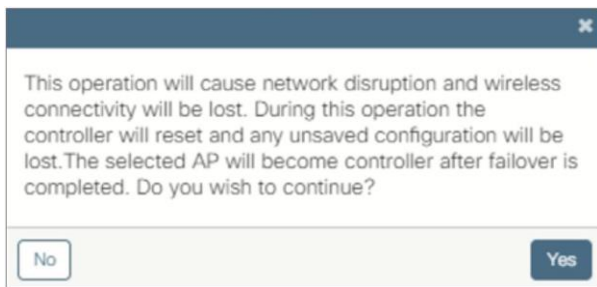 This operation will cause network disruption and wireless
connectivity will be lost. During this operation the
controller will reset and any unsaved configuration will be
lost.The selected AP will become controller after failover is
completed. Do you wish to continue?
No
Yes